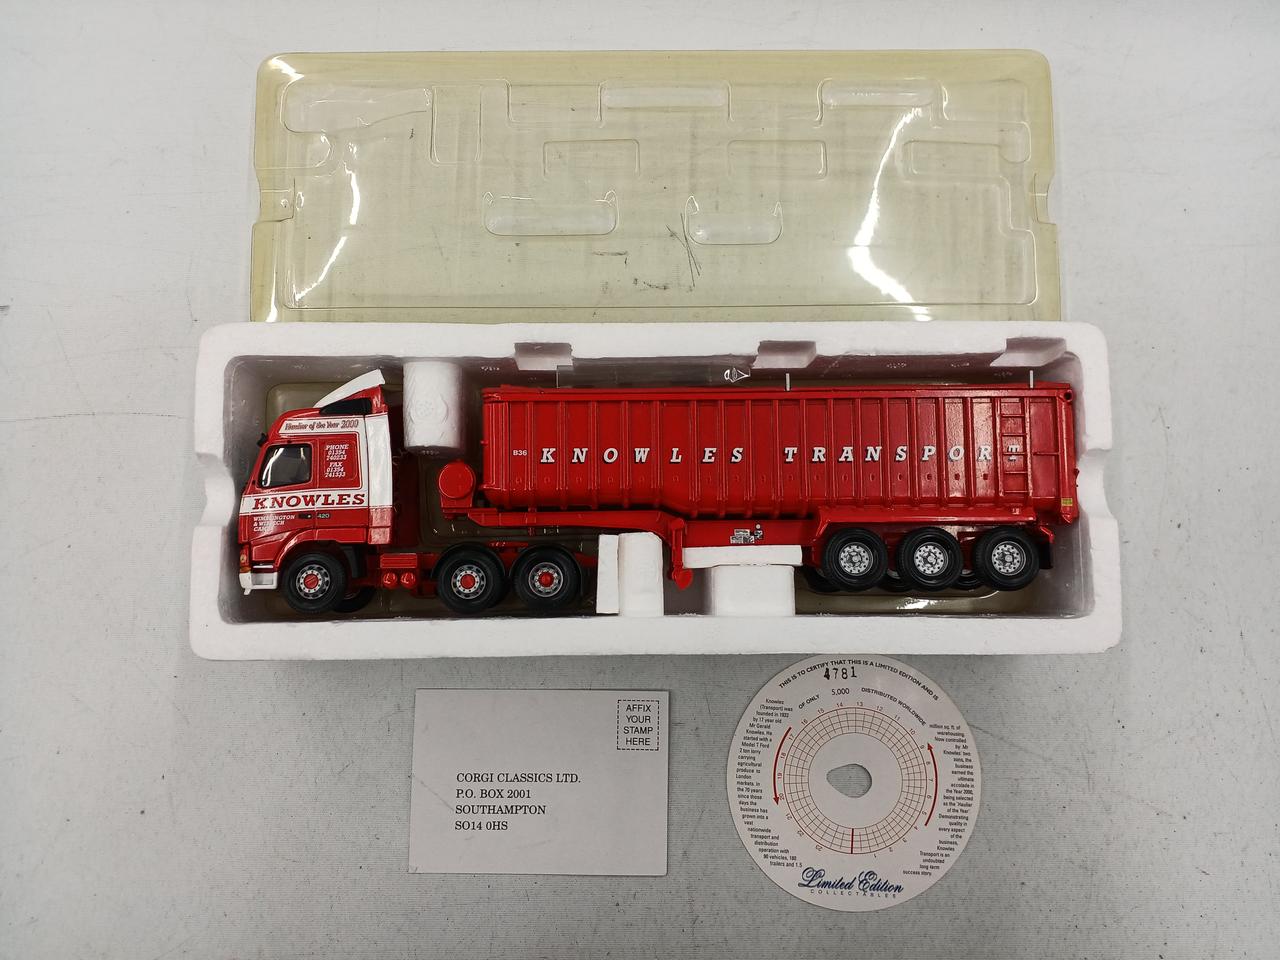 Haulier of the Year 2000
PHONE
01354
740233
FAX
01354
741333
KNOWLES
WIMBLINGTON
& WISBECH
CAMBS
420
B36
KNOWLES TRANSPORT
AFFIX
YOUR
STAMP
HERE
CORGI CLASSICS LTD.
P.O. BOX 2001
SOUTHAMPTON
SO14 0HS
THIS IS TO CERTIFY THAT THIS IS A LIMITED EDITION AND IS
4781
OF ONLY 5,000 DISTRIBUTED WORLDWIDE
Knowles
(Transport) was
founded in 1932
by 17 year old
Mr Gerald
Knowles. He
started with a
Model T Ford
2 ton lorry
carrying
agricultural
produce to
London
markets. In
the 70 years
since those
days the
business has
grown into a
vast
nationwide
transport and
distribution
operation with
90 vehicles, 180
trailers and 1.5
million sq. ft. of
warehousing.
Now controlled
by Mr
Knowles' two
sons, the
business
earned the
ultimate
accolade in
the Year 2000,
being selected
as the 'Haulier
of the Year'.
Demonstrating
quality in
every aspect
of the
business,
Knowles
Transport is an
undoubted
long-term
success story.
Limited Edition
COLLECTABLES